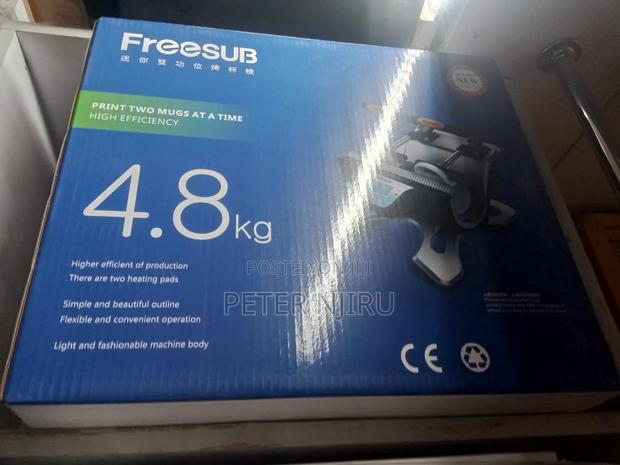 FreeSUB
迷你雙功位烤杯機
PRINT TWO MUGS AT A TIME
HIGH EFFICIENCY
NEW
4.8kg
Higher efficient of production
There are two heating pads
POSTED ON JIJI
PETER NJIRU
Simple and beautiful outline
Flexible and convenient operation
Light and fashionable machine body
CE